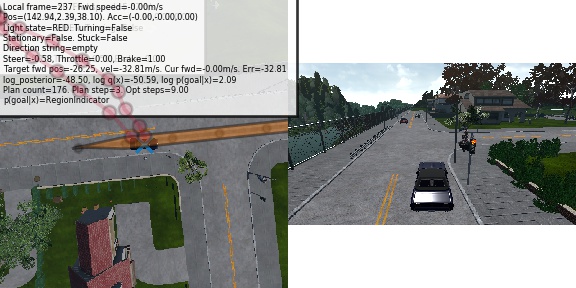 Local frame=237. Fwd speed=-0.00m/s
Pos=(142.94,2.39,38.10). Acc=(-0.00,-0.00,0.00)
Light state=RED. Turning=False
Stationary=False. Stuck=False
Direction string=empty
Steer=-0.58, Throttle=0.00, Brake=1.00
Target fwd pos=-26.25, vel=-32.81m/s. Cur fwd=-0.00m/s. Err=-32.81
log_posterior=-48.50, log q(x)=-50.59, log p(goal|x)=2.09
Plan count=176. Plan step=3. Opt steps=9.00
p(goal|x)=RegionIndicator